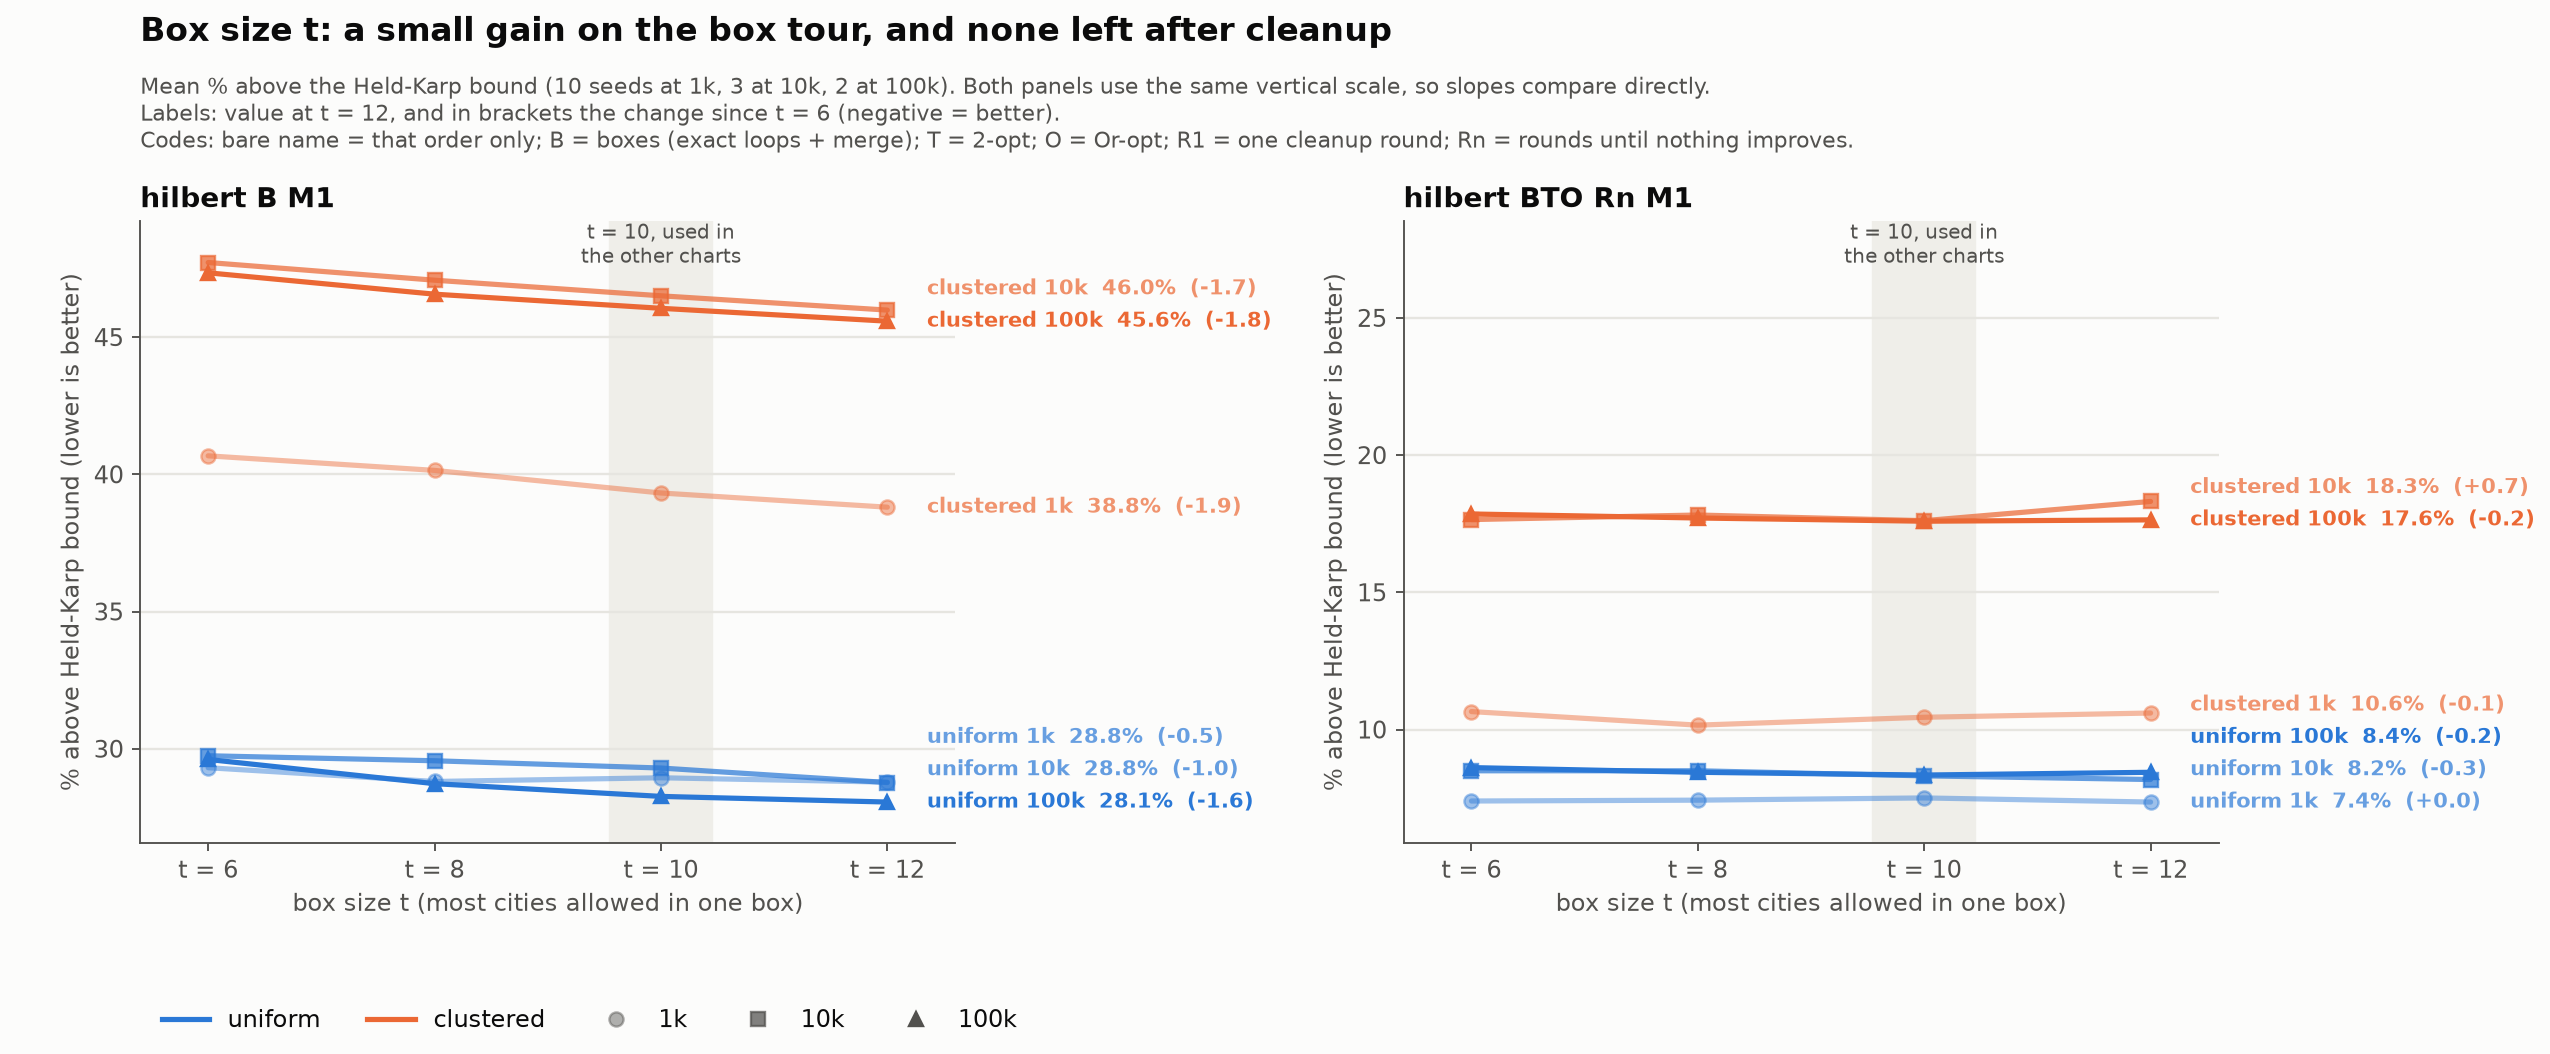 Box size t: a small gain on the box tour, and none left after cleanup
Mean % above the Held-Karp bound (10 seeds at 1k, 3 at 10k, 2 at 100k). Both panels use the same vertical scale, so slopes compare directly.
Labels: value at t = 12, and in brackets the change since t = 6 (negative = better).
Codes: bare name = that order only; B = boxes (exact loops + merge); T = 2-opt; O = Or-opt; R1 = one cleanup round; Rn = rounds until nothing improves.
hilbert B M1
t = 10, used in
the other charts
% above Held-Karp bound (lower is better)
45
40
35
30
clustered 10k 46.0% (-1.7)
clustered 100k 45.6% (-1.8)
clustered 1k 38.8% (-1.9)
uniform 1k 28.8% (-0.5)
uniform 10k 28.8% (-1.0)
uniform 100k 28.1% (-1.6)
t = 6
t = 8
t = 10
t = 12
box size t (most cities allowed in one box)
hilbert BTO Rn M1
t = 10, used in
the other charts
% above Held-Karp bound (lower is better)
25
20
15
10
clustered 10k 18.3% (+0.7)
clustered 100k 17.6% (-0.2)
clustered 1k 10.6% (-0.1)
uniform 100k 8.4% (-0.2)
uniform 10k 8.2% (-0.3)
uniform 1k 7.4% (+0.0)
t = 6
t = 8
t = 10
t = 12
box size t (most cities allowed in one box)
uniform
clustered
1k
10k
100k